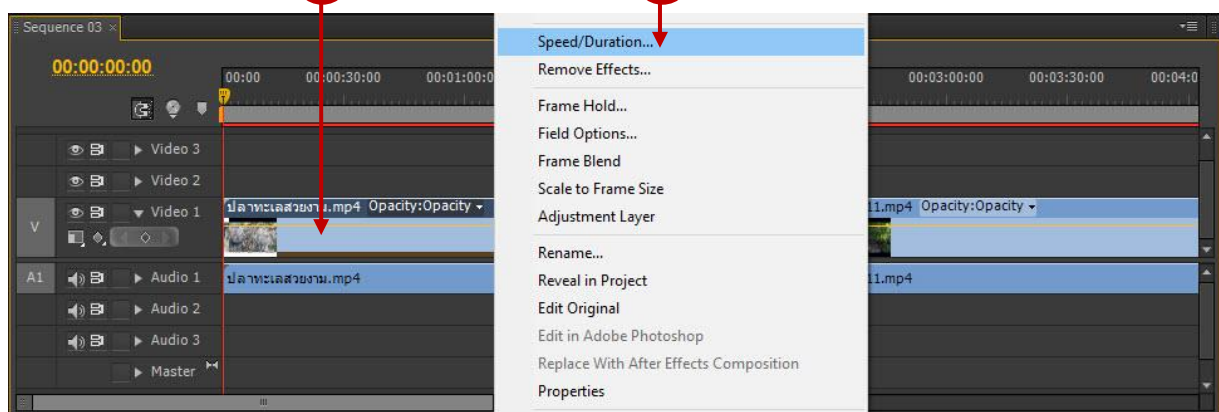 Sequence 03 ×
00:00:00:00
00:00 00:00:30:00 00:01:00:0
00:03:00:00 00:03:30:00 00:04:0
Video 3
Video 2
V Video 1
ปลาทะเลสวยงาม.mp4 Opacity:Opacity
11.mp4 Opacity:Opacity
A1 Audio 1
ปลาทะเลสวยงาม.mp4
11.mp4
Audio 2
Audio 3
Master
Speed/Duration...
Remove Effects...
Frame Hold...
Field Options...
Frame Blend
Scale to Frame Size
Adjustment Layer
Rename...
Reveal in Project
Edit Original
Edit in Adobe Photoshop
Replace With After Effects Composition
Properties